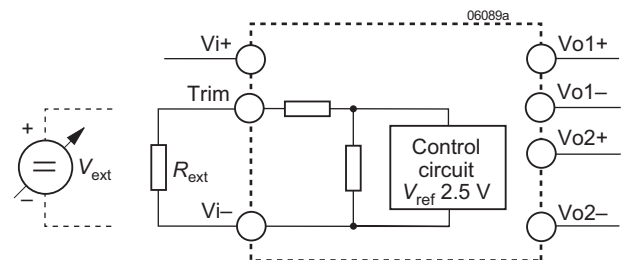 06089a
Vi+
Vo1+
Trim
Vo1–
Vo2+
+
Vext
–
Rext
Control
circuit
Vref 2.5 V
Vi–
Vo2–